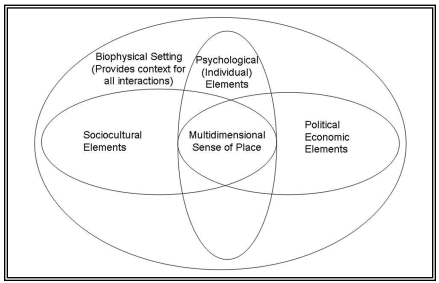 Biophysical Setting
(Provides context for
all interactions)
Psychological
(Individual)
Elements
Sociocultural
Elements
Multidimensional
Sense of Place
Political
Economic
Elements